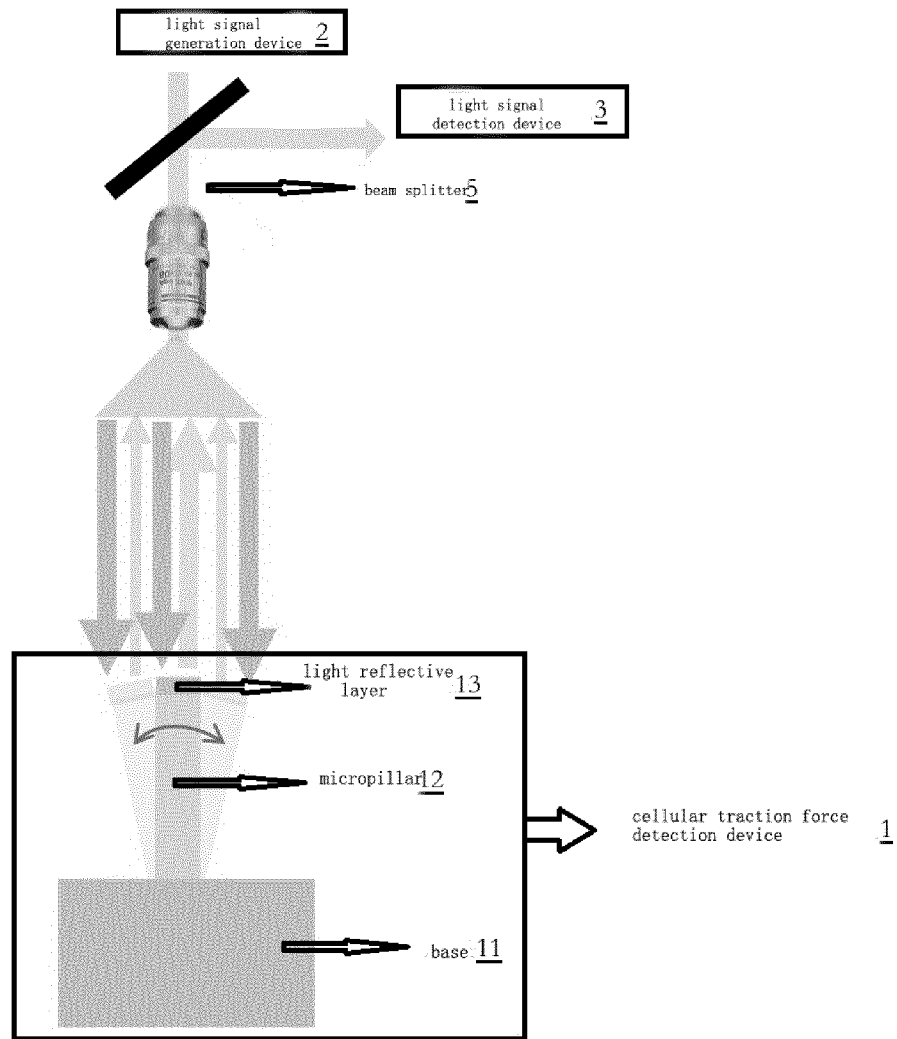 light signal
generation device 2
light signal
detection device 3
beam splitter 5
light reflective
layer 13
micropillar 12
cellular traction force
detection device 1
base 11